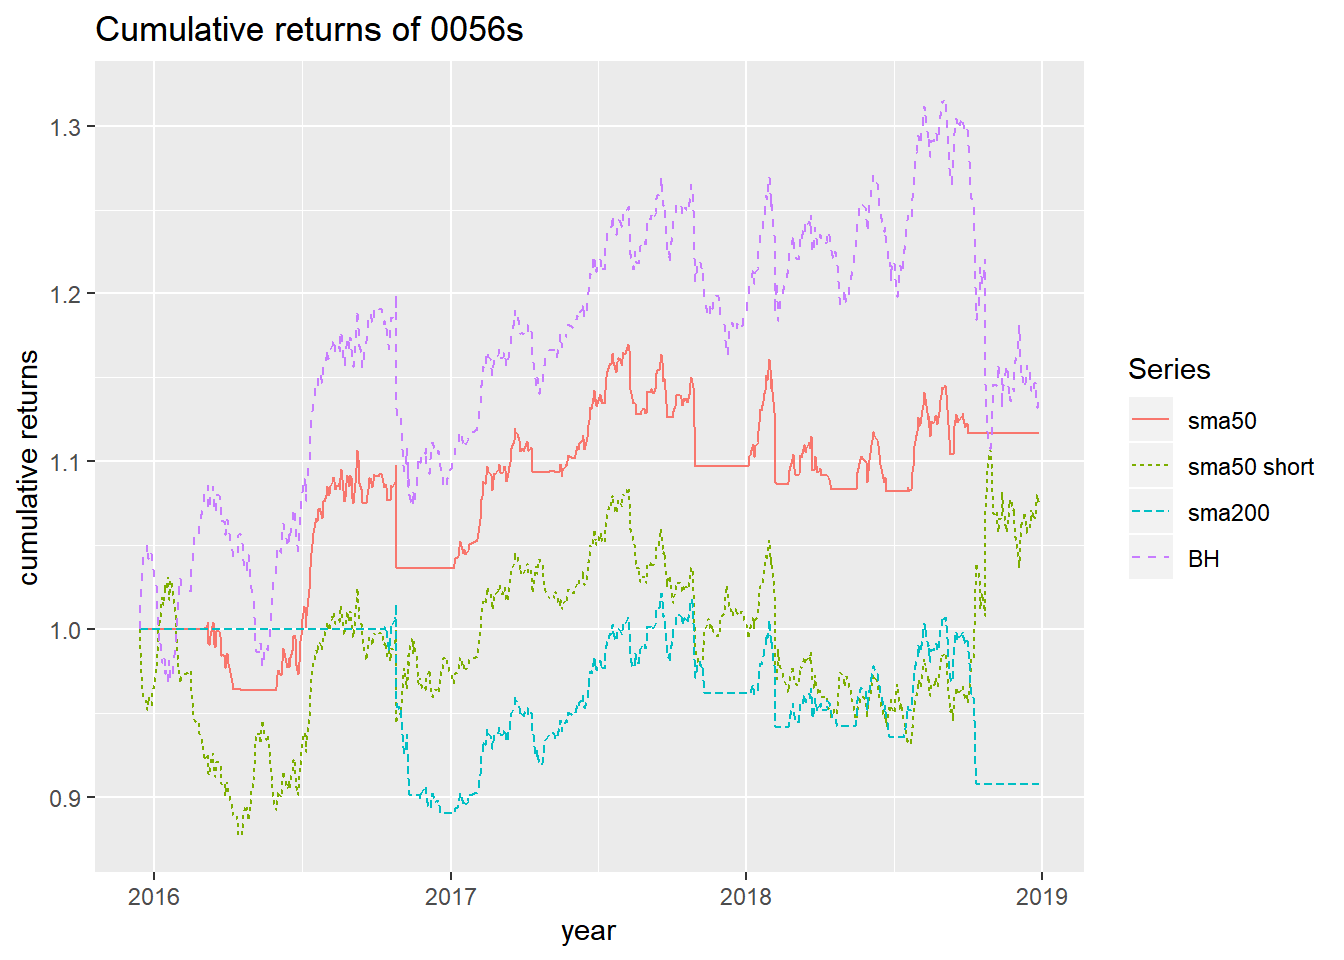 Cumulative returns of 0056s
cumulative returns
1.3
1.2
1.1
1.0
0.9
2016
2017
2018
2019
year
Series
sma50
sma50 short
sma200
BH